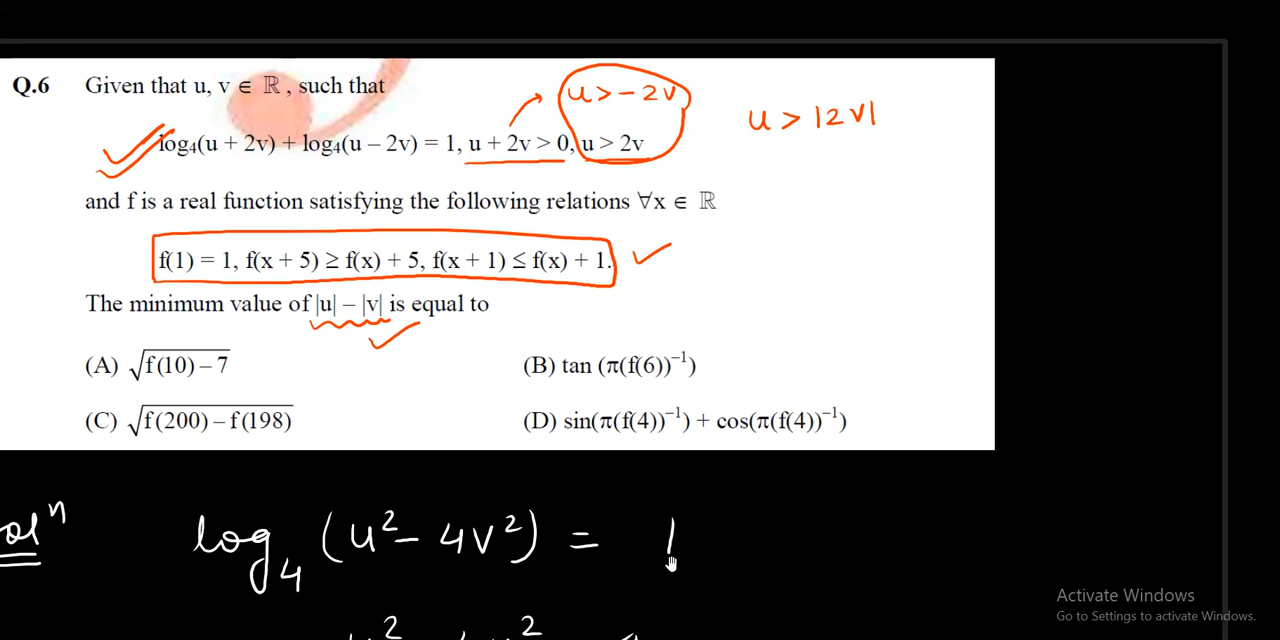 Q.6 Given that u, v ∈ ℝ, such that
u > -2v
u > |2v|
log₄(u + 2v) + log₄(u – 2v) = 1, u + 2v > 0, u > 2v
and f is a real function satisfying the following relations ∀x ∈ ℝ
f(1) = 1, f(x + 5) ≥ f(x) + 5, f(x + 1) ≤ f(x) + 1.
The minimum value of |u| – |v| is equal to
(A) √(f(10) – 7) (B) tan (π(f(6))⁻¹)
(C) √(f(200) – f(198)) (D) sin(π(f(4))⁻¹) + cos(π(f(4))⁻¹)
log₄ (u² - 4v²) = 1
Activate Windows
Go to Settings to activate Windows.